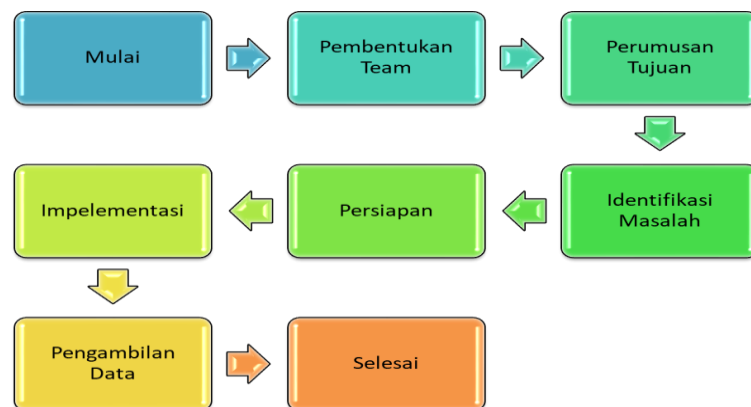 Mulai
Pembentukan
Team
Perumusan
Tujuan
Identifikasi
Masalah
Persiapan
Impelementasi
Pengambilan
Data
Selesai